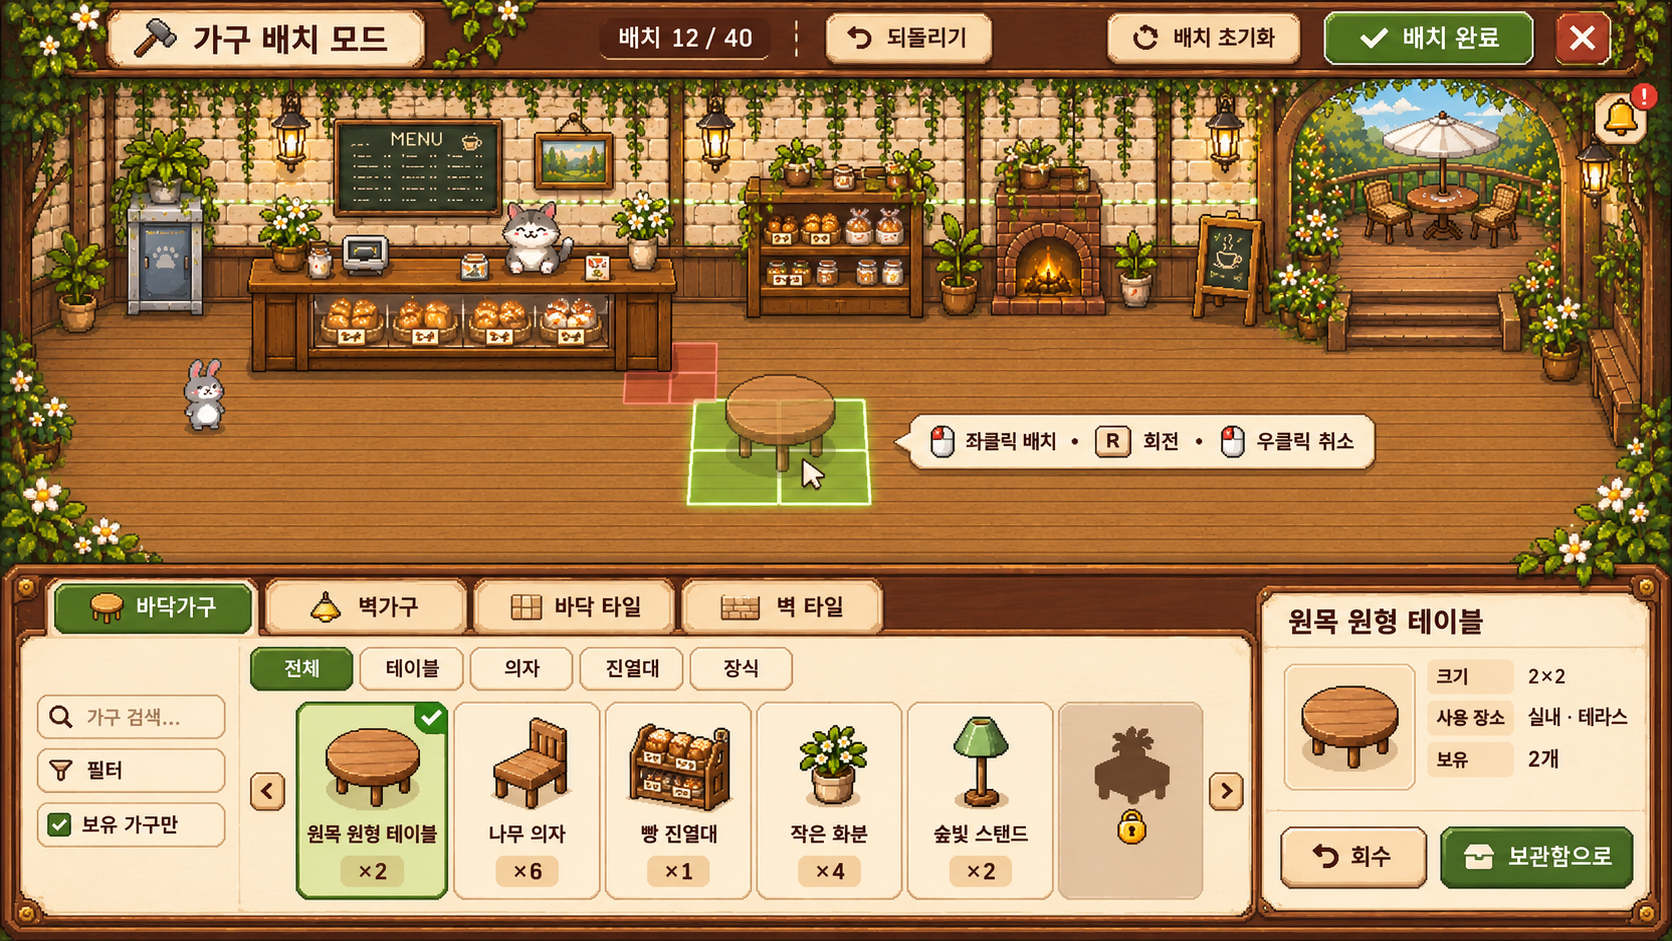 가구 배치 모드
배치 12 / 40
되돌리기
배치 초기화
배치 완료
!
MENU
좌클릭 배치 • R 회전 • 우클릭 취소
바닥가구
벽가구
바닥 타일
벽 타일
전체
테이블
의자
진열대
장식
가구 검색...
필터
보유 가구만
원목 원형 테이블
×2
나무 의자
×6
빵 진열대
×1
작은 화분
×4
숲빛 스탠드
×2
원목 원형 테이블
크기 2×2
사용 장소 실내 · 테라스
보유 2개
회수
보관함으로